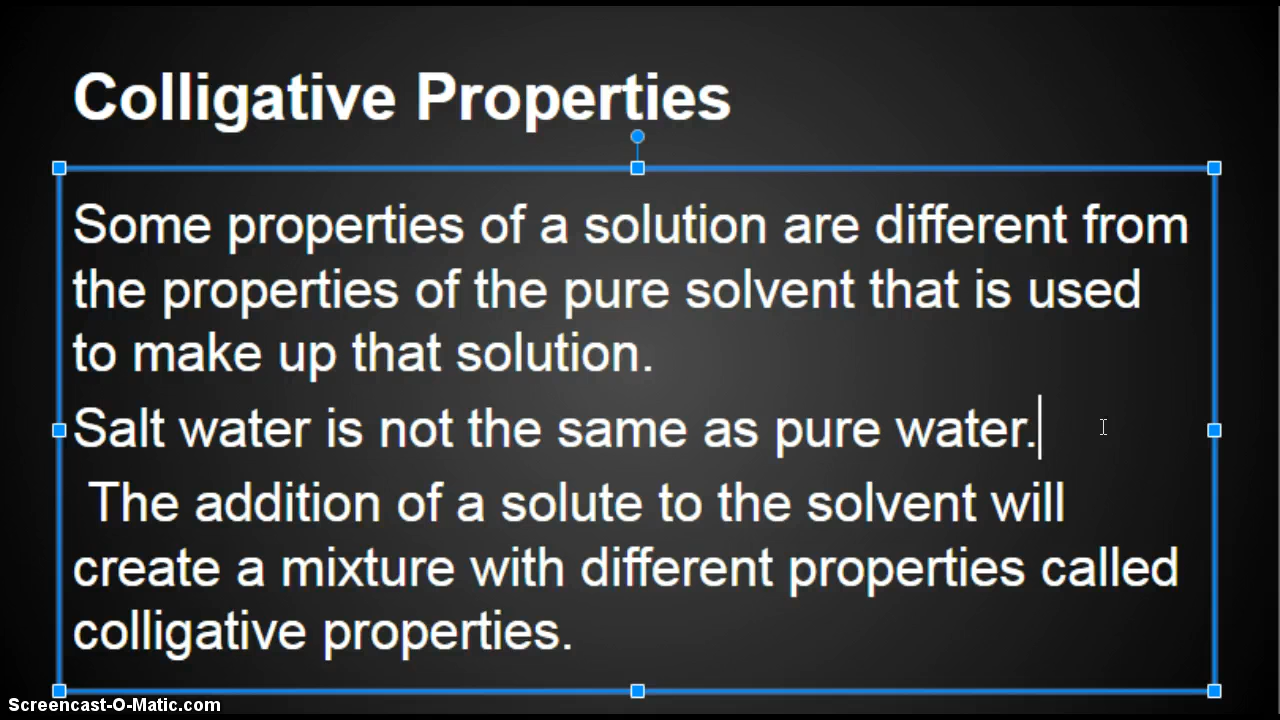 Colligative Properties
Some properties of a solution are different from
the properties of the pure solvent that is used
to make up that solution.
Salt water is not the same as pure water.
The addition of a solute to the solvent will
create a mixture with different properties called
colligative properties.
Screencast-O-Matic.com